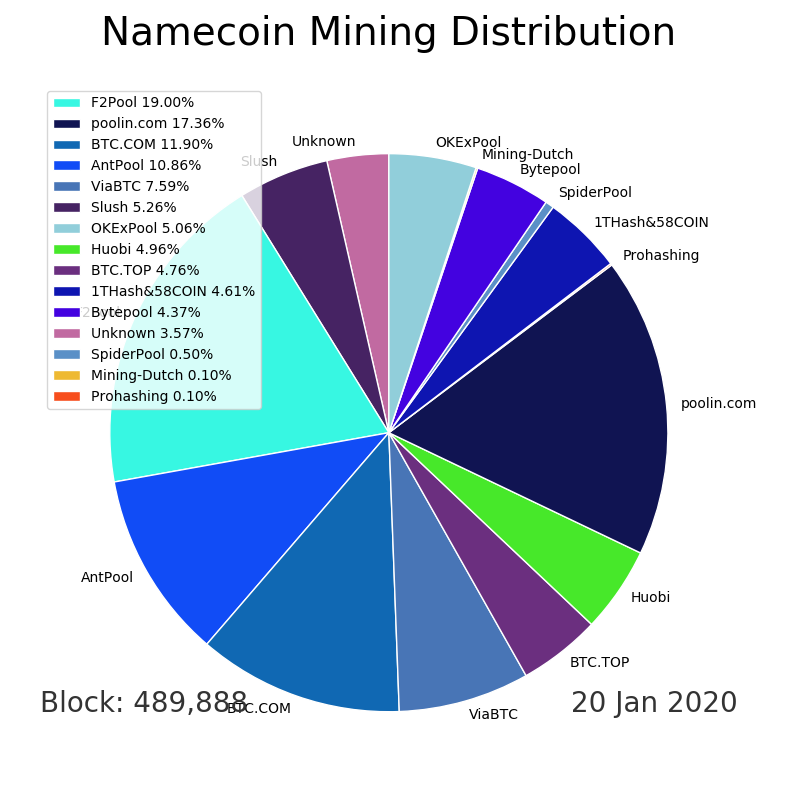 Namecoin Mining Distribution
F2Pool 19.00%
poolin.com 17.36%
BTC.COM 11.90%
AntPool 10.86%
ViaBTC 7.59%
Slush 5.26%
OKExPool 5.06%
Huobi 4.96%
BTC.TOP 4.76%
1THash&58COIN 4.61%
Bytepool 4.37%
Unknown 3.57%
SpiderPool 0.50%
Mining-Dutch 0.10%
Prohashing 0.10%
Slush
Unknown
OKExPool
Mining-Dutch
Bytepool
SpiderPool
1THash&58COIN
Prohashing
poolin.com
Huobi
BTC.TOP
ViaBTC
BTC.COM
AntPool
Block: 489,888
20 Jan 2020